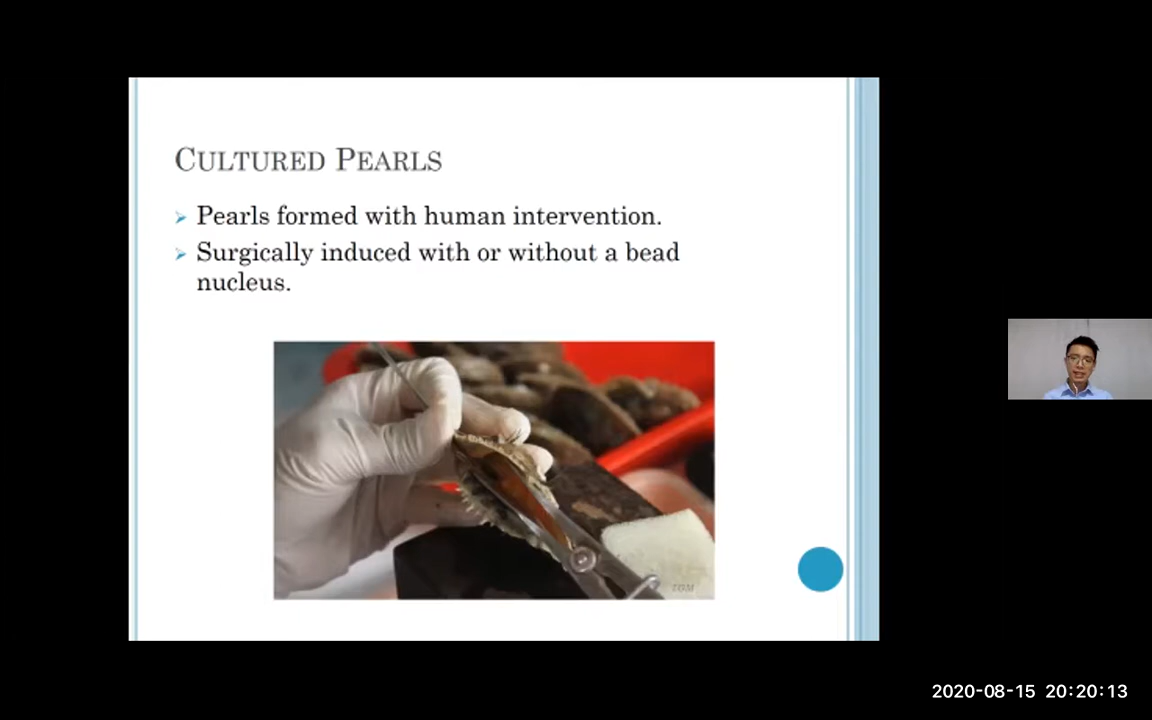 CULTURED PEARLS
Pearls formed with human intervention.
Surgically induced with or without a bead
nucleus.
TGM
2020-08-15 20:20:13